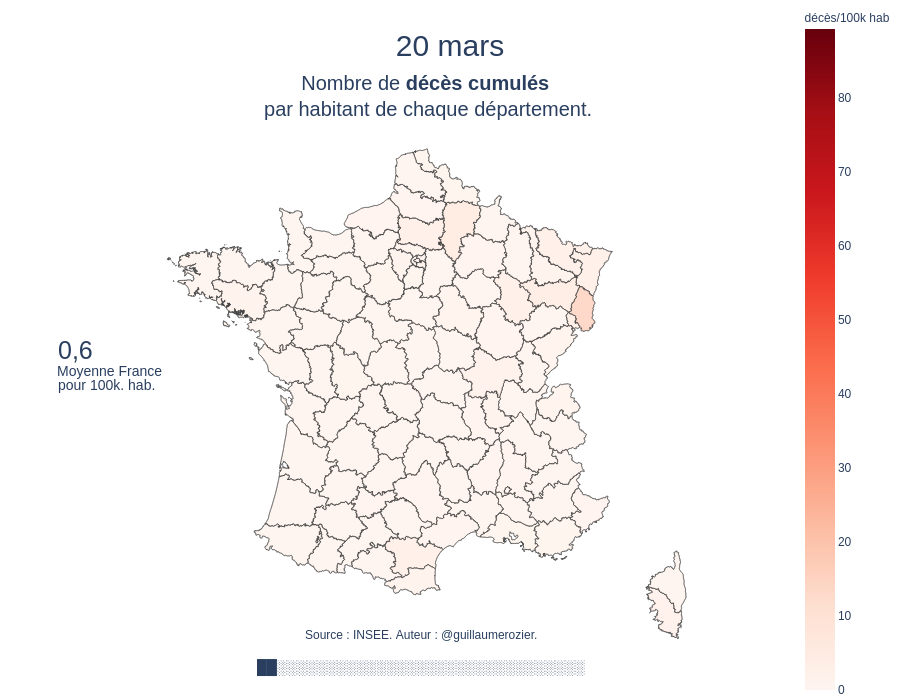 décès/100k hab
20 mars
Nombre de décès cumulés
par habitant de chaque département.
80
70
60
50
40
30
20
10
0
0,6
Moyenne France
pour 100k. hab.
Source : INSEE. Auteur : @guillaumerozier.